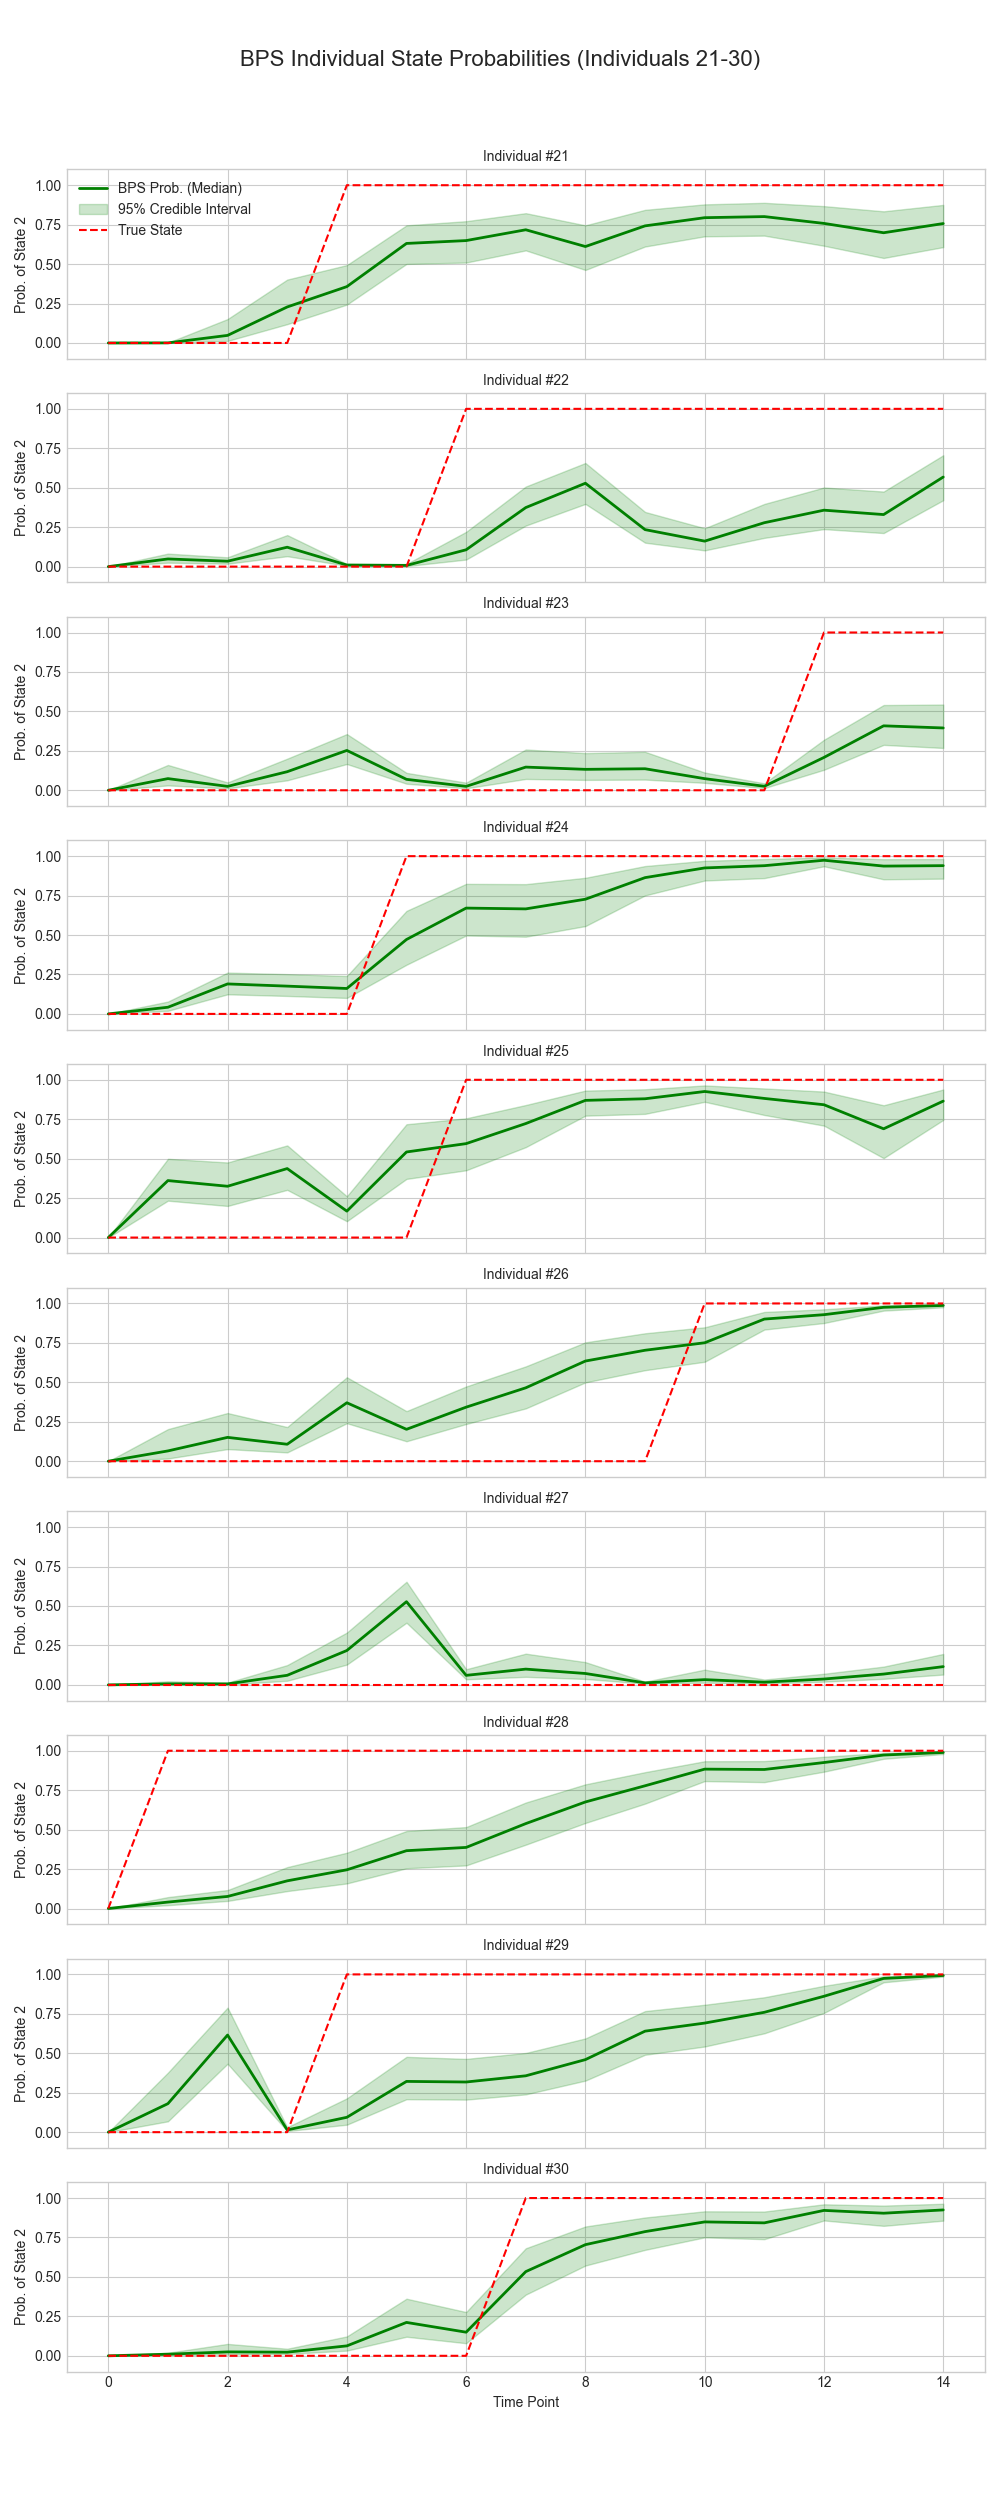 BPS Individual State Probabilities (Individuals 21-30)
Individual #21
1.00
0.75
0.50
0.25
0.00
Prob. of State 2
BPS Prob. (Median)
95% Credible Interval
True State
Individual #22
1.00
0.75
0.50
0.25
0.00
Prob. of State 2
Individual #23
1.00
0.75
0.50
0.25
0.00
Prob. of State 2
Individual #24
1.00
0.75
0.50
0.25
0.00
Prob. of State 2
Individual #25
1.00
0.75
0.50
0.25
0.00
Prob. of State 2
Individual #26
1.00
0.75
0.50
0.25
0.00
Prob. of State 2
Individual #27
1.00
0.75
0.50
0.25
0.00
Prob. of State 2
Individual #28
1.00
0.75
0.50
0.25
0.00
Prob. of State 2
Individual #29
1.00
0.75
0.50
0.25
0.00
Prob. of State 2
Individual #30
1.00
0.75
0.50
0.25
0.00
Prob. of State 2
0 2 4 6 8 10 12 14
Time Point